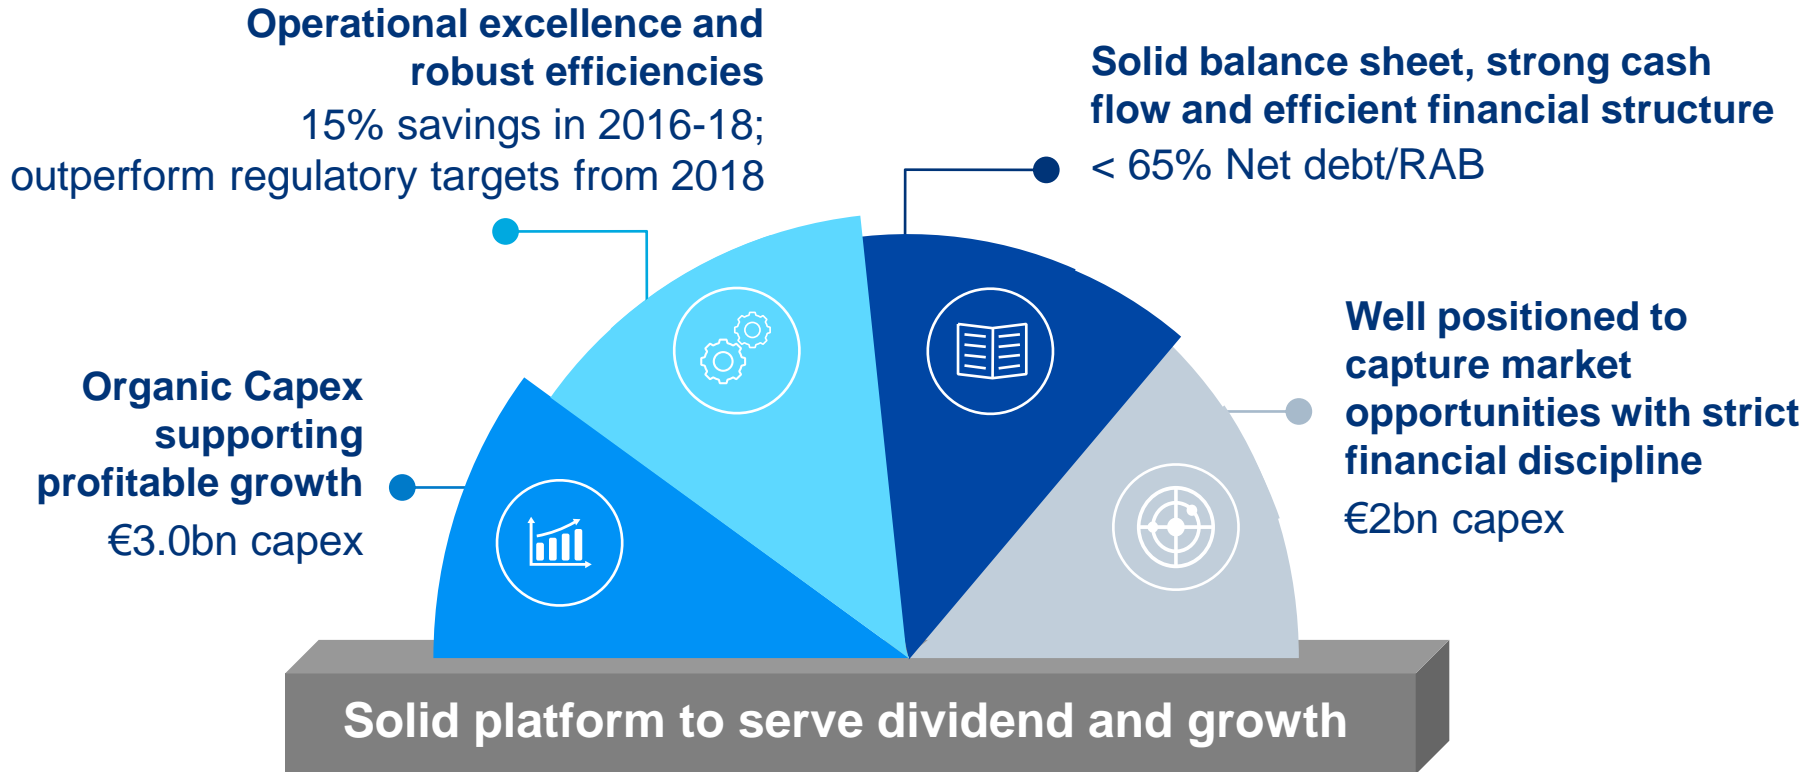 Operational excellence and
robust efficiencies
15% savings in 2016-18;
outperform regulatory targets from 2018
Solid balance sheet, strong cash
flow and efficient financial structure
< 65% Net debt/RAB
Organic Capex
supporting
profitable growth
€3.0bn capex
Well positioned to
capture market
opportunities with strict
financial discipline
€2bn capex
Solid platform to serve dividend and growth